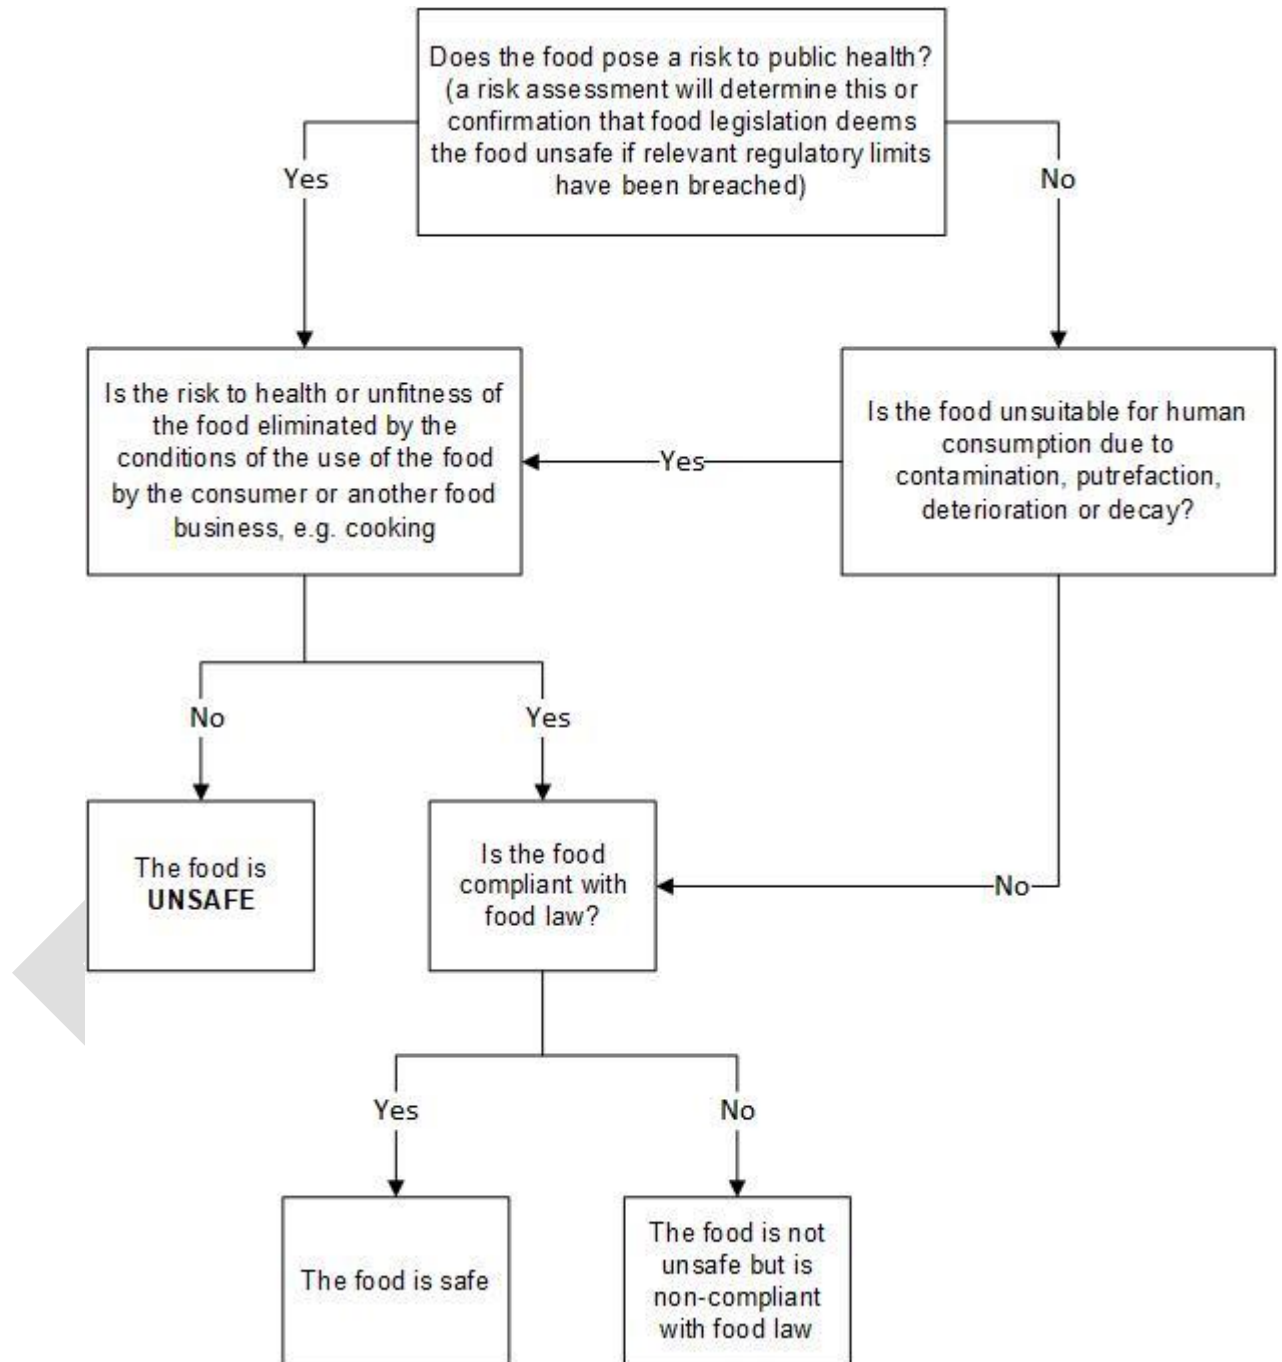 Does the food pose a risk to public health?
(a risk assessment will determine this or
confirmation that food legislation deems
the food unsafe if relevant regulatory limits
have been breached)
Yes
No
Is the risk to health or unfitness of
the food eliminated by the
conditions of the use of the food
by the consumer or another food
business, e.g. cooking
Yes
Is the food unsuitable for human
consumption due to
contamination, putrefaction,
deterioration or decay?
No
Yes
The food is
UNSAFE
Is the food
compliant with
food law?
No
Yes
No
The food is safe
The food is not
unsafe but is
non-compliant
with food law